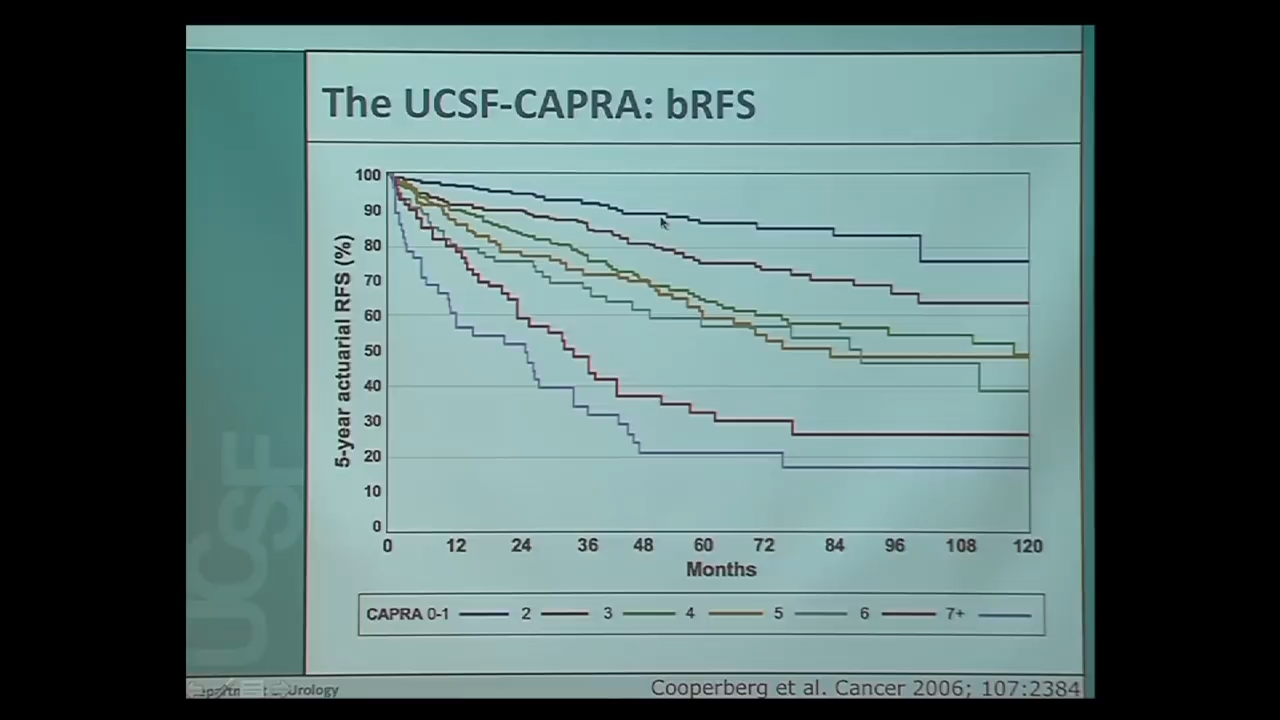 The UCSF-CAPRA: bRFS
5-year actuarial RFS (%)
100
90
80
70
60
50
40
30
20
10
0
0 12 24 36 48 60 72 84 96 108 120
Months
CAPRA 0-1 2 3 4 5 6 7+
UCSF
Urology
Cooperberg et al. Cancer 2006; 107:2384